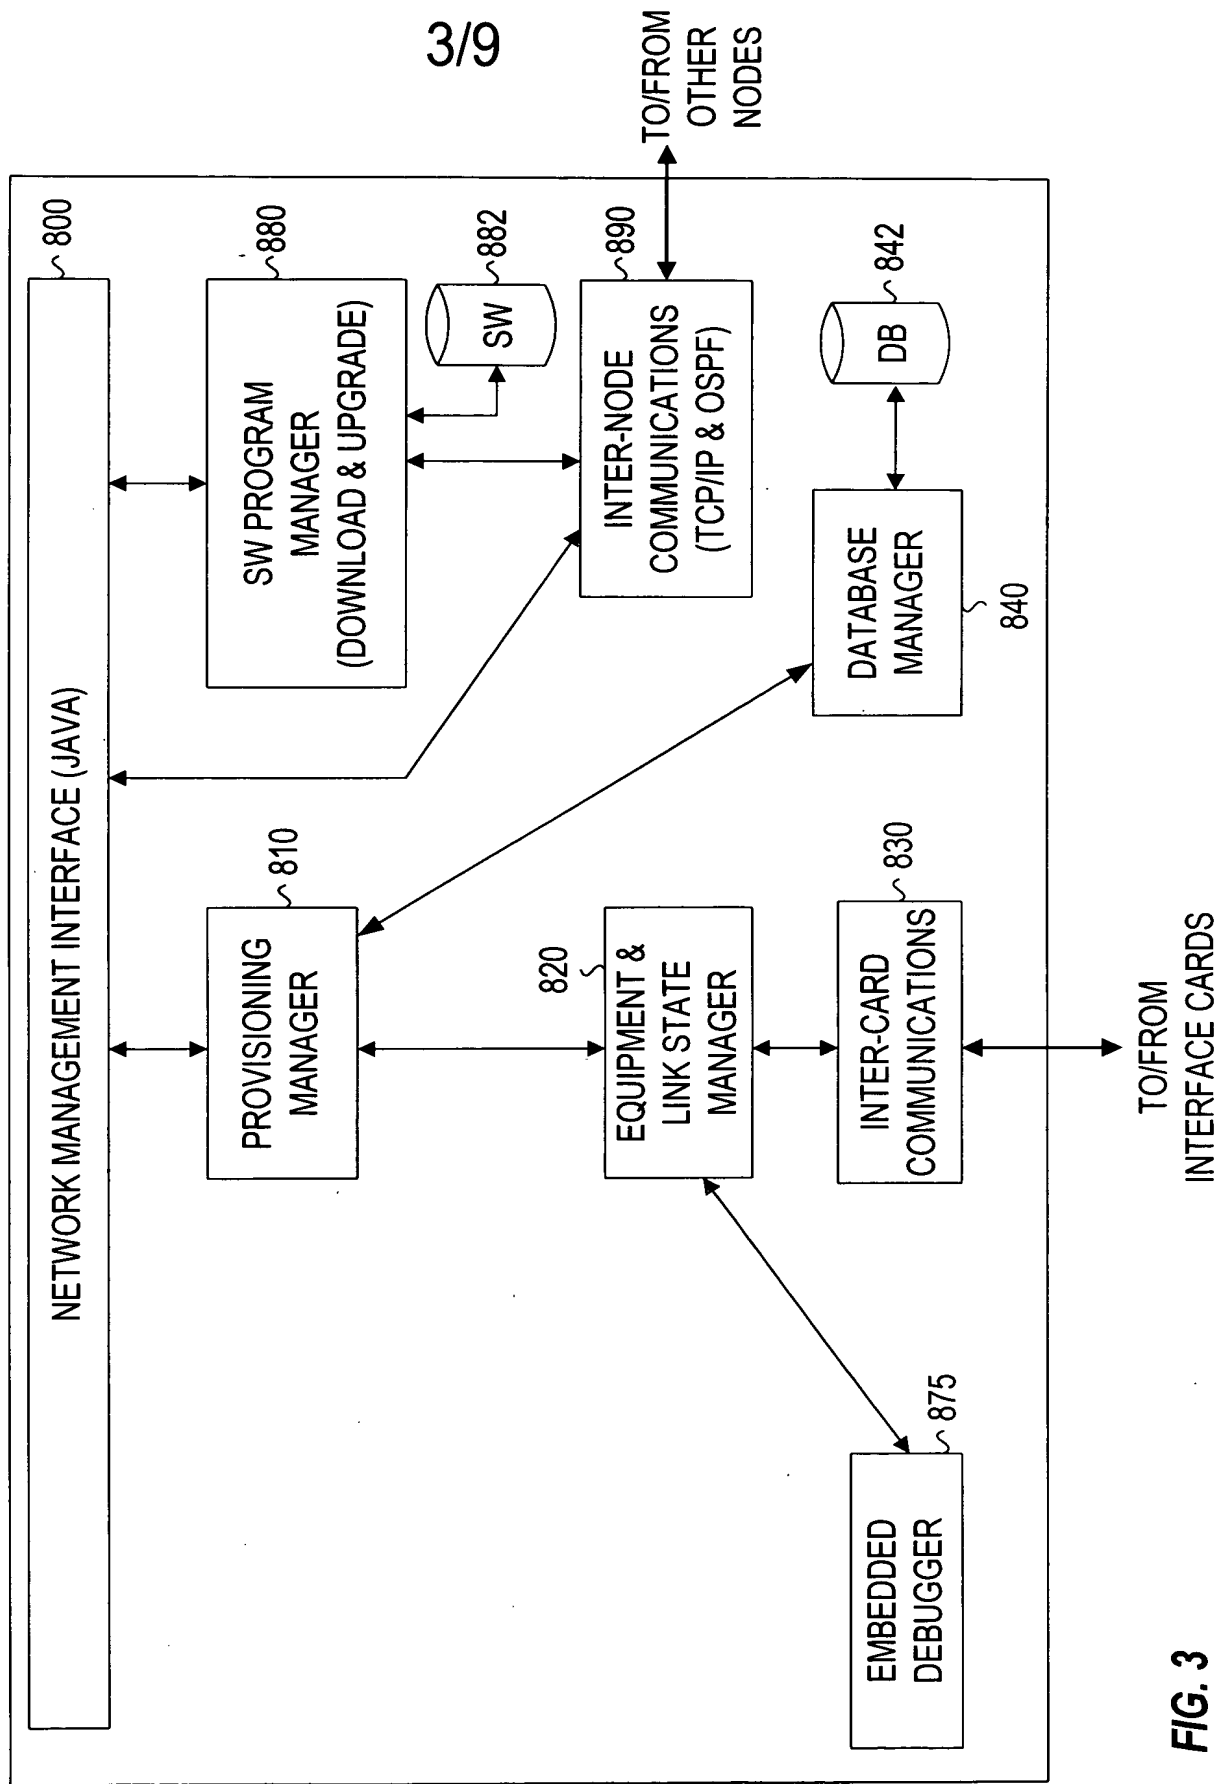 3/9
NETWORK MANAGEMENT INTERFACE (JAVA)
800
PROVISIONING
MANAGER
810
SW PROGRAM
MANAGER
(DOWNLOAD & UPGRADE)
880
SW
882
EQUIPMENT &
LINK STATE
MANAGER
820
INTER-NODE
COMMUNICATIONS
(TCP/IP & OSPF)
890
TO/FROM
OTHER
NODES
EMBEDDED
DEBUGGER
875
INTER-CARD
COMMUNICATIONS
830
DATABASE
MANAGER
840
DB
842
TO/FROM
INTERFACE CARDS
FIG. 3